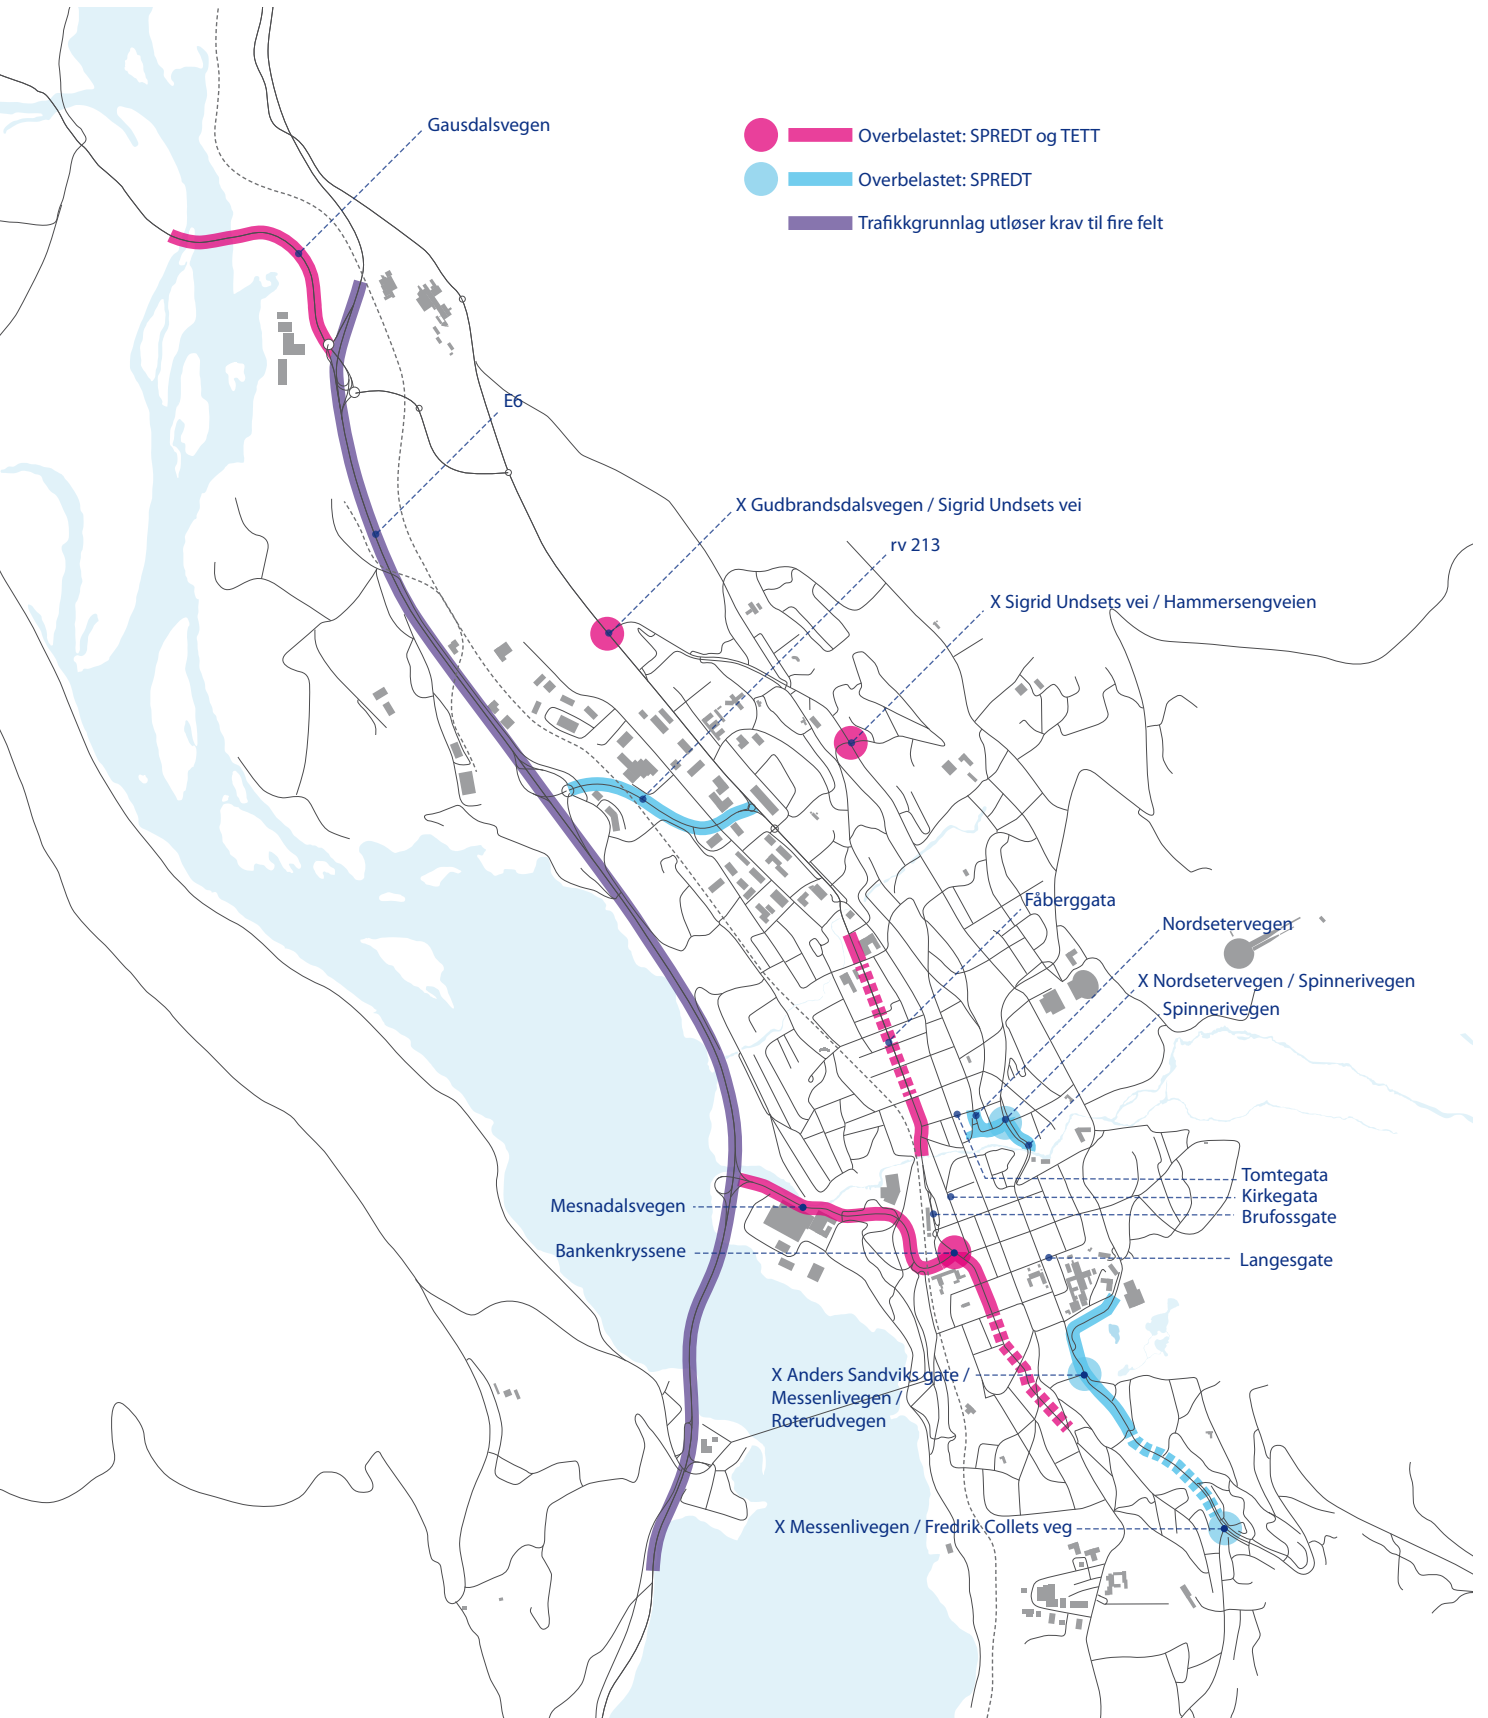 Gausdalsvegen
Overbelastet: SPREDT og TETT
Overbelastet: SPREDT
Trafikkgrunnlag utløser krav til fire felt
E6
X Gudbrandsdalsvegen / Sigrid Undsets vei
rv 213
X Sigrid Undsets vei / Hammersengveien
Fåberggata
Nordsetervegen
X Nordsetervegen / Spinnerivegen
Spinnerivegen
Tomtegata
Kirkegata
Brufossgate
Mesnadalsvegen
Bankenkryssene
Langesgate
X Anders Sandviks gate /
Messenlivegen /
Roterudvegen
X Messenlivegen / Fredrik Collets veg